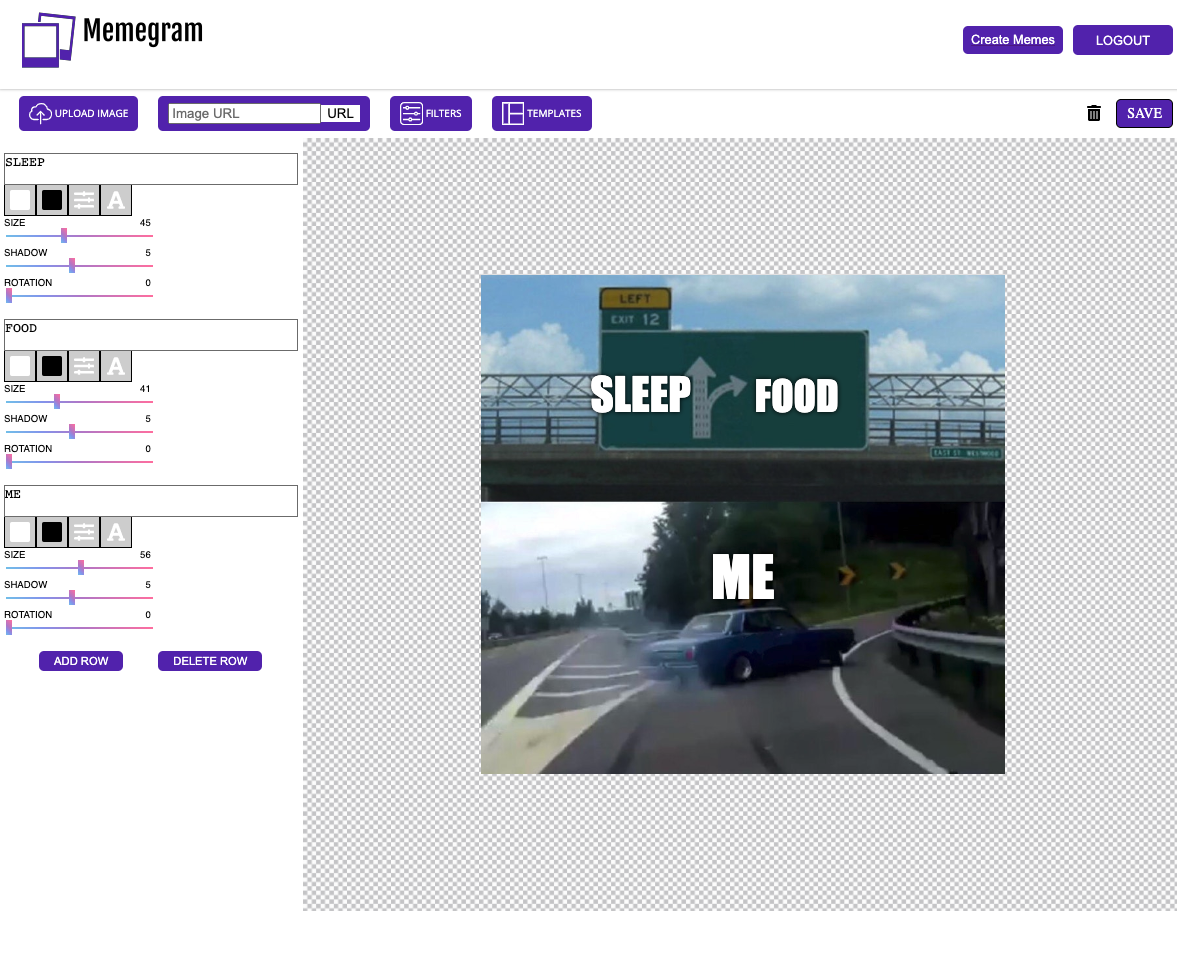 Memegram
Create Memes
LOGOUT
UPLOAD IMAGE
Image URL
URL
FILTERS
TEMPLATES
SAVE
SLEEP
A
SIZE 45
SHADOW 5
ROTATION 0
FOOD
A
SIZE 41
SHADOW 5
ROTATION 0
ME
A
SIZE 56
SHADOW 5
ROTATION 0
ADD ROW
DELETE ROW
LEFT
EXIT 12
SLEEP
FOOD
EAST ST WESTWOOD
ME